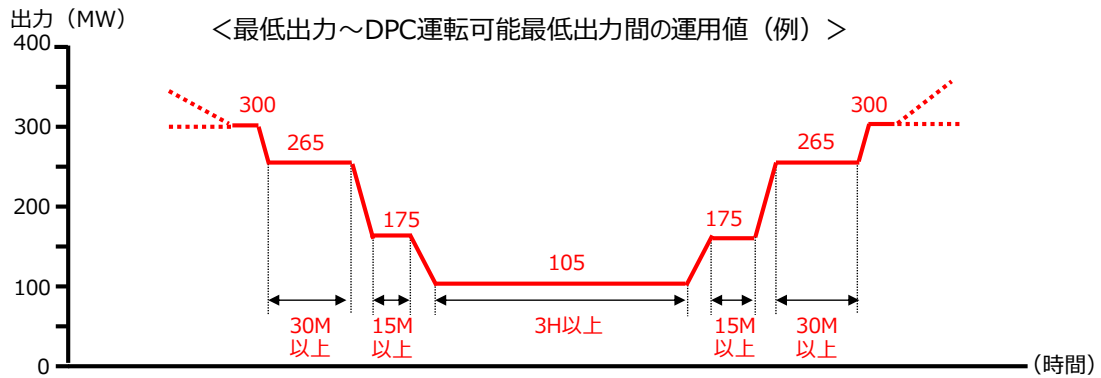 出力（MW）
＜最低出力～DPC運転可能最低出力間の運用値（例）＞
400
300
200
100
0
300
265
175
105
175
265
300
30M
以上
15M
以上
3H以上
15M
以上
30M
以上
（時間）